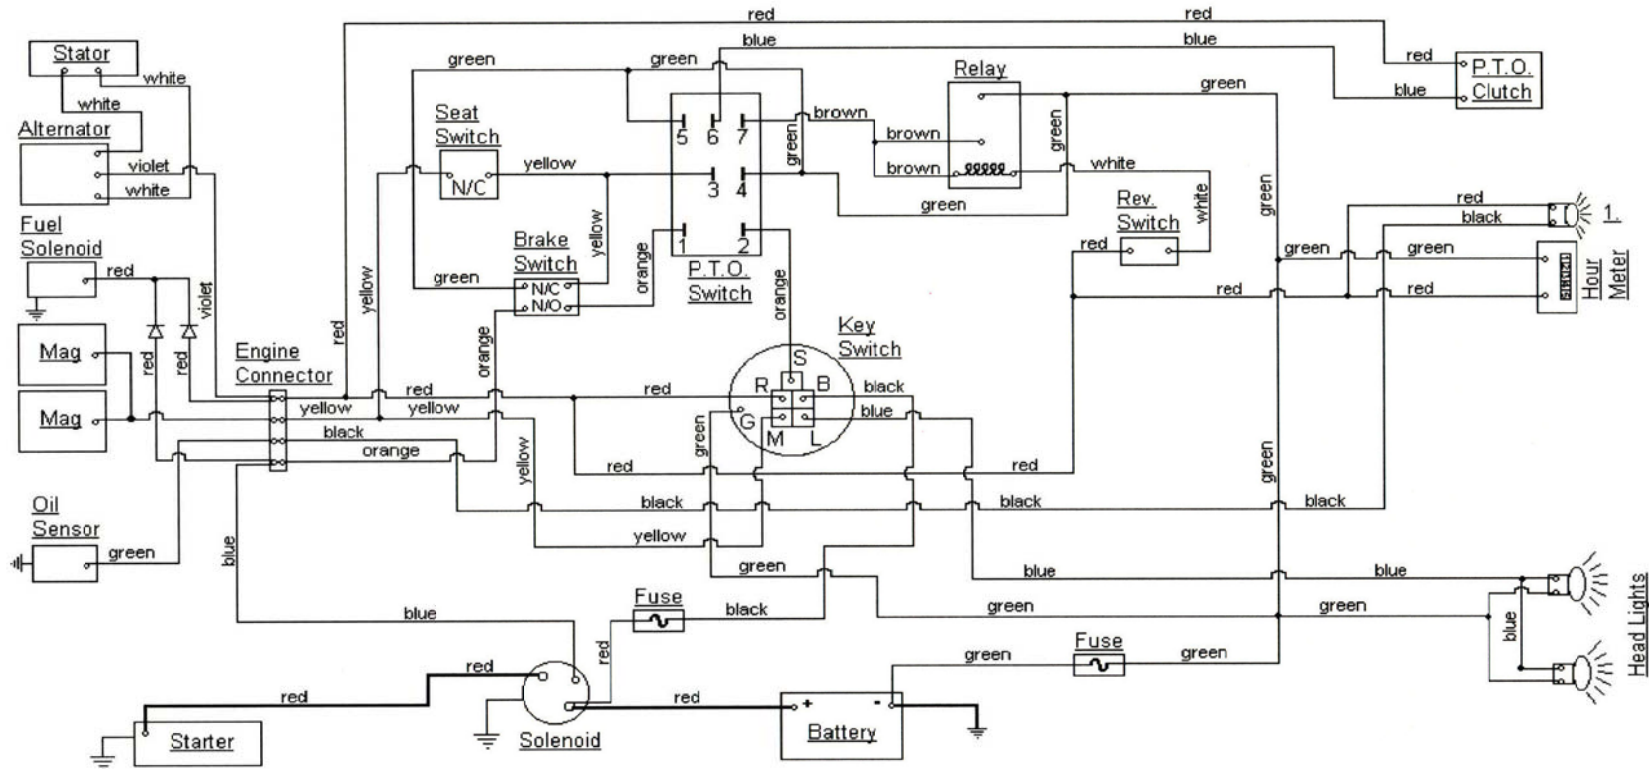 red
red
blue
blue
Stator
white
white
green
green
Relay
red
P.T.O.
Clutch
blue
green
Seat
Switch
Alternator
5
6
7
brown
brown
green
green
violet
white
N/C
yellow
3
4
brown
white
green
Fuel
Solenoid
red
violet
yellow
yellow
Brake
Switch
green
N/C
N/O
orange
1
2
P.T.O.
Switch
orange
Rev.
Switch
red
white
green
red
black
1.
green
green
red
red
Hour
Meter
Mag
Mag
red
red
Engine
Connector
red
orange
Key
Switch
S
R
B
G
M
L
red
red
black
blue
yellow
yellow
black
orange
yellow
green
red
red
green
black
black
black
Oil
Sensor
green
blue
yellow
green
blue
blue
blue
Fuse
black
green
green
blue
Head Lights
red
Fuse
green
green
red
red
red
+
-
Starter
Solenoid
Battery